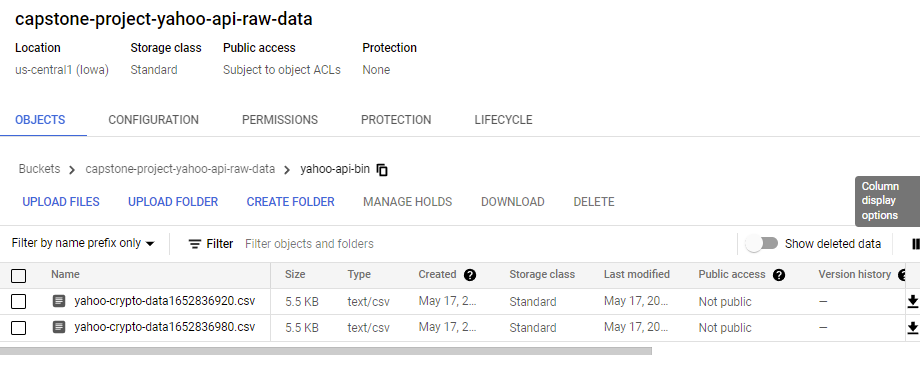 capstone-project-yahoo-api-raw-data
Location Storage class Public access Protection
us-central1 (Iowa) Standard Subject to object ACLs None
OBJECTS CONFIGURATION PERMISSIONS PROTECTION LIFECYCLE
Buckets > capstone-project-yahoo-api-raw-data > yahoo-api-bin
Column display options
UPLOAD FILES UPLOAD FOLDER CREATE FOLDER MANAGE HOLDS DOWNLOAD DELETE
Filter by name prefix only Filter Filter objects and folders Show deleted data
Name Size Type Created ? Storage class Last modified Public access ? Version history ?
yahoo-crypto-data1652836920.csv 5.5 KB text/csv May 17, 2... Standard May 17, 20... Not public —
yahoo-crypto-data1652836980.csv 5.5 KB text/csv May 17, 2... Standard May 17, 20... Not public —